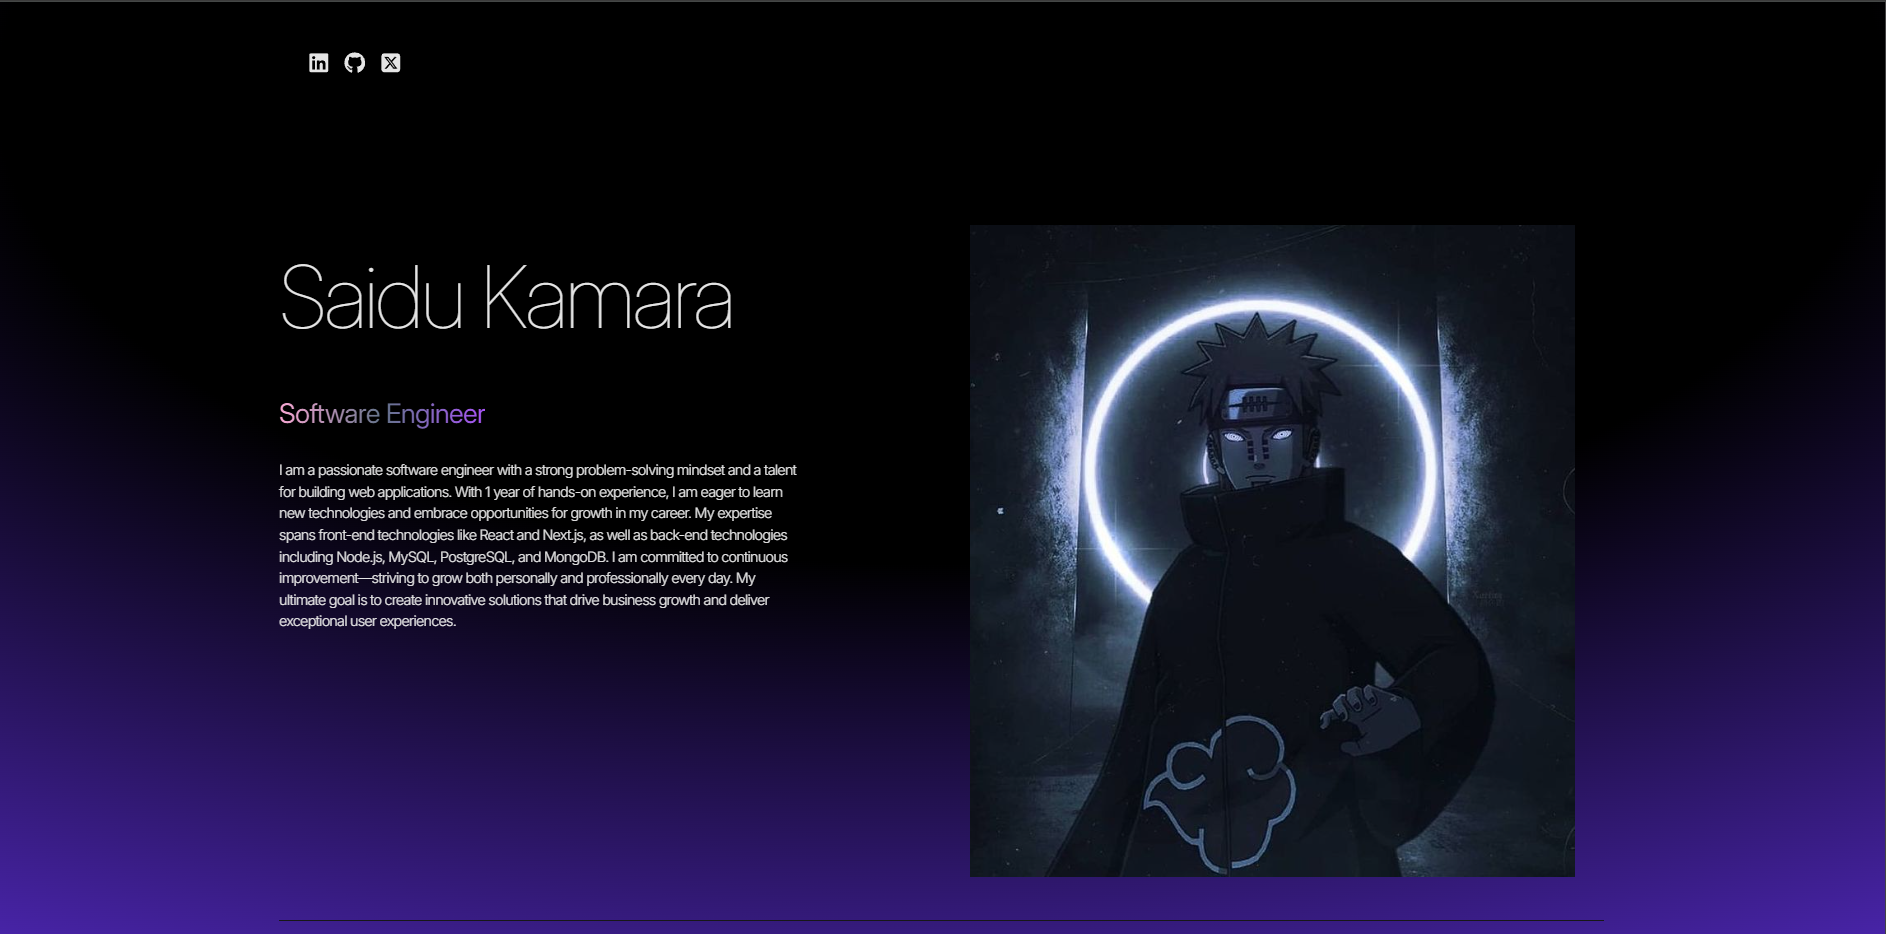 in X
Saidu Kamara
Software Engineer
I am a passionate software engineer with a strong problem-solving mindset and a talent
for building web applications. With 1 year of hands-on experience, I am eager to learn
new technologies and embrace opportunities for growth in my career. My expertise
spans front-end technologies like React and Next.js, as well as back-end technologies
including Node.js, MySQL, PostgreSQL, and MongoDB. I am committed to continuous
improvement—striving to grow both personally and professionally every day. My
ultimate goal is to create innovative solutions that drive business growth and deliver
exceptional user experiences.